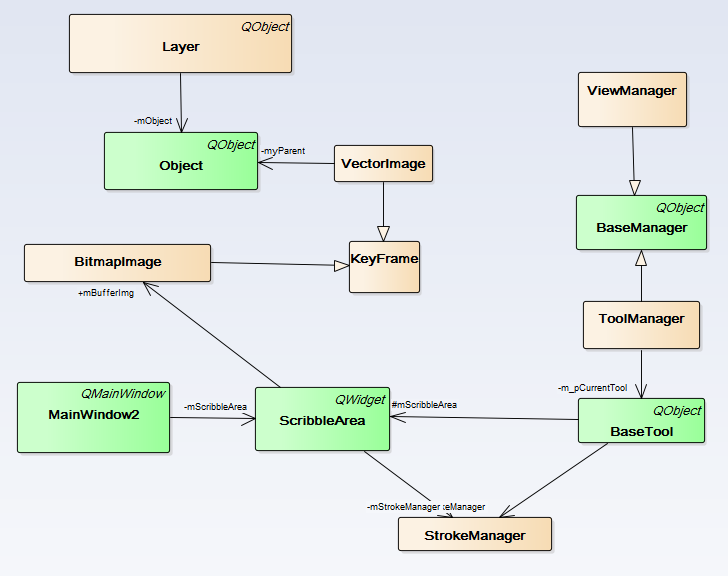 QObject
Layer
ViewManager
-mObject
QObject
Object
-myParent
VectorImage
QObject
BaseManager
BitmapImage
KeyFrame
+mBufferImg
ToolManager
-m_pCurrentTool
QMainWindow
MainWindow2
-mScribbleArea
QWidget
ScribbleArea
#mScribbleArea
QObject
BaseTool
-mStrokeManager
StrokeManager